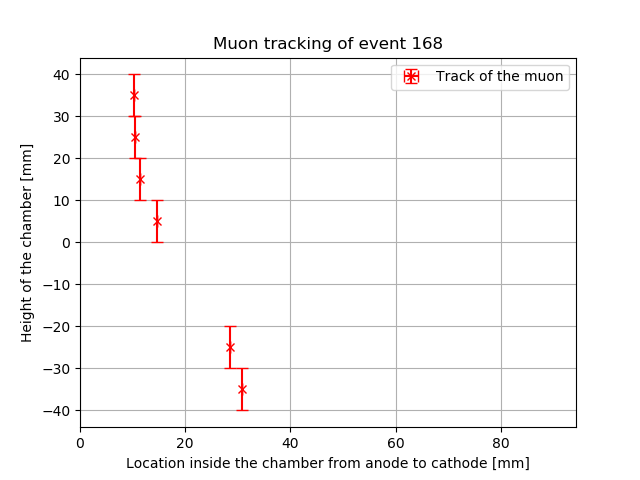 Muon tracking of event 168
Track of the muon
Height of the chamber [mm]
40
30
20
10
0
−10
−20
−30
−40
0 20 40 60 80
Location inside the chamber from anode to cathode [mm]